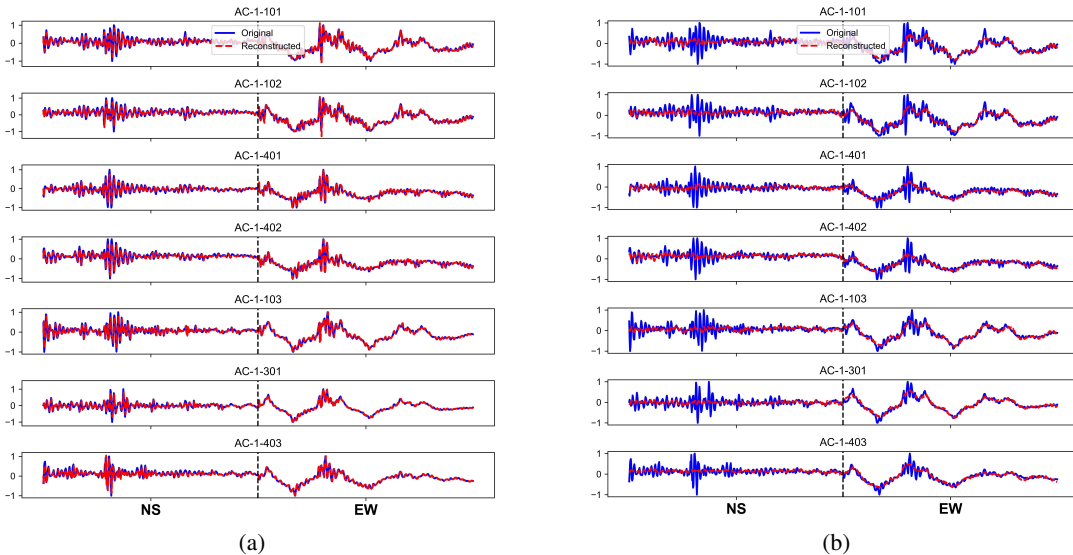 AC-1-101
1
0
−1
Original
Reconstructed
AC-1-102
1
0
−1
AC-1-401
1
0
−1
AC-1-402
1
0
−1
AC-1-103
1
0
−1
AC-1-301
1
0
−1
AC-1-403
1
0
−1
NS EW
(a)
AC-1-101
1
0
−1
Original
Reconstructed
AC-1-102
1
0
−1
AC-1-401
1
0
−1
AC-1-402
1
0
−1
AC-1-103
1
0
−1
AC-1-301
1
0
−1
AC-1-403
1
0
−1
NS EW
(b)